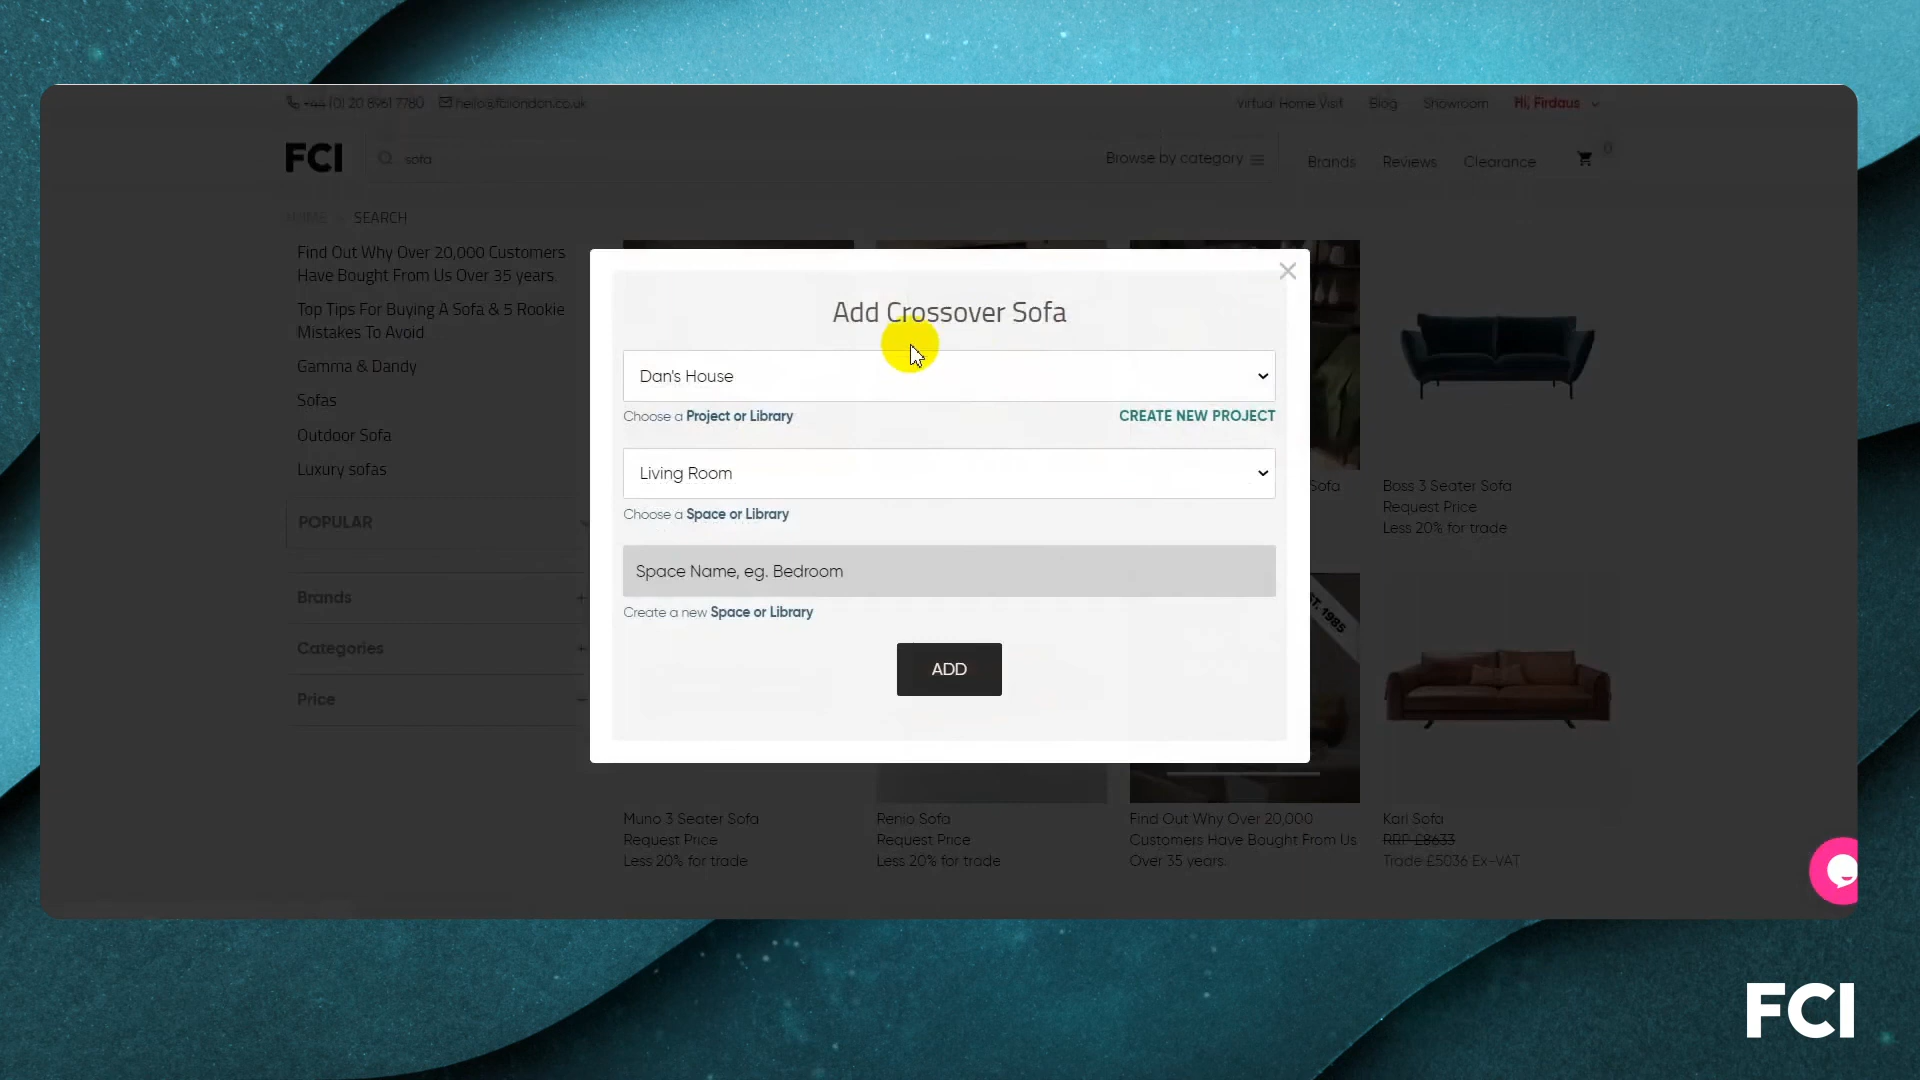 +44 (0) 20 8961 7780 hello@fcilondon.co.uk
Virtual Home Visit Blog Showroom Hi, Firdaus
FCI sofa Browse by category Brands Reviews Clearance 0
HOME SEARCH
Find Out Why Over 20,000 Customers
Have Bought From Us Over 35 years.
Top Tips For Buying A Sofa & 5 Rookie
Mistakes To Avoid
Gamma & Dandy
Sofas
Outdoor Sofa
Luxury sofas
POPULAR
Brands +
Categories +
Price −
Add Crossover Sofa
Dan's House
Choose a Project or Library CREATE NEW PROJECT
Living Room
Choose a Space or Library
Space Name, eg. Bedroom
Create a new Space or Library
ADD
Sofa
Boss 3 Seater Sofa
Request Price
Less 20% for trade
EST. 1985
Muno 3 Seater Sofa
Request Price
Less 20% for trade
Renjo Sofa
Request Price
Less 20% for trade
Find Out Why Over 20,000
Customers Have Bought From Us
Over 35 years.
Karl Sofa
RRP £8633
Trade £5036 Ex-VAT
FCI